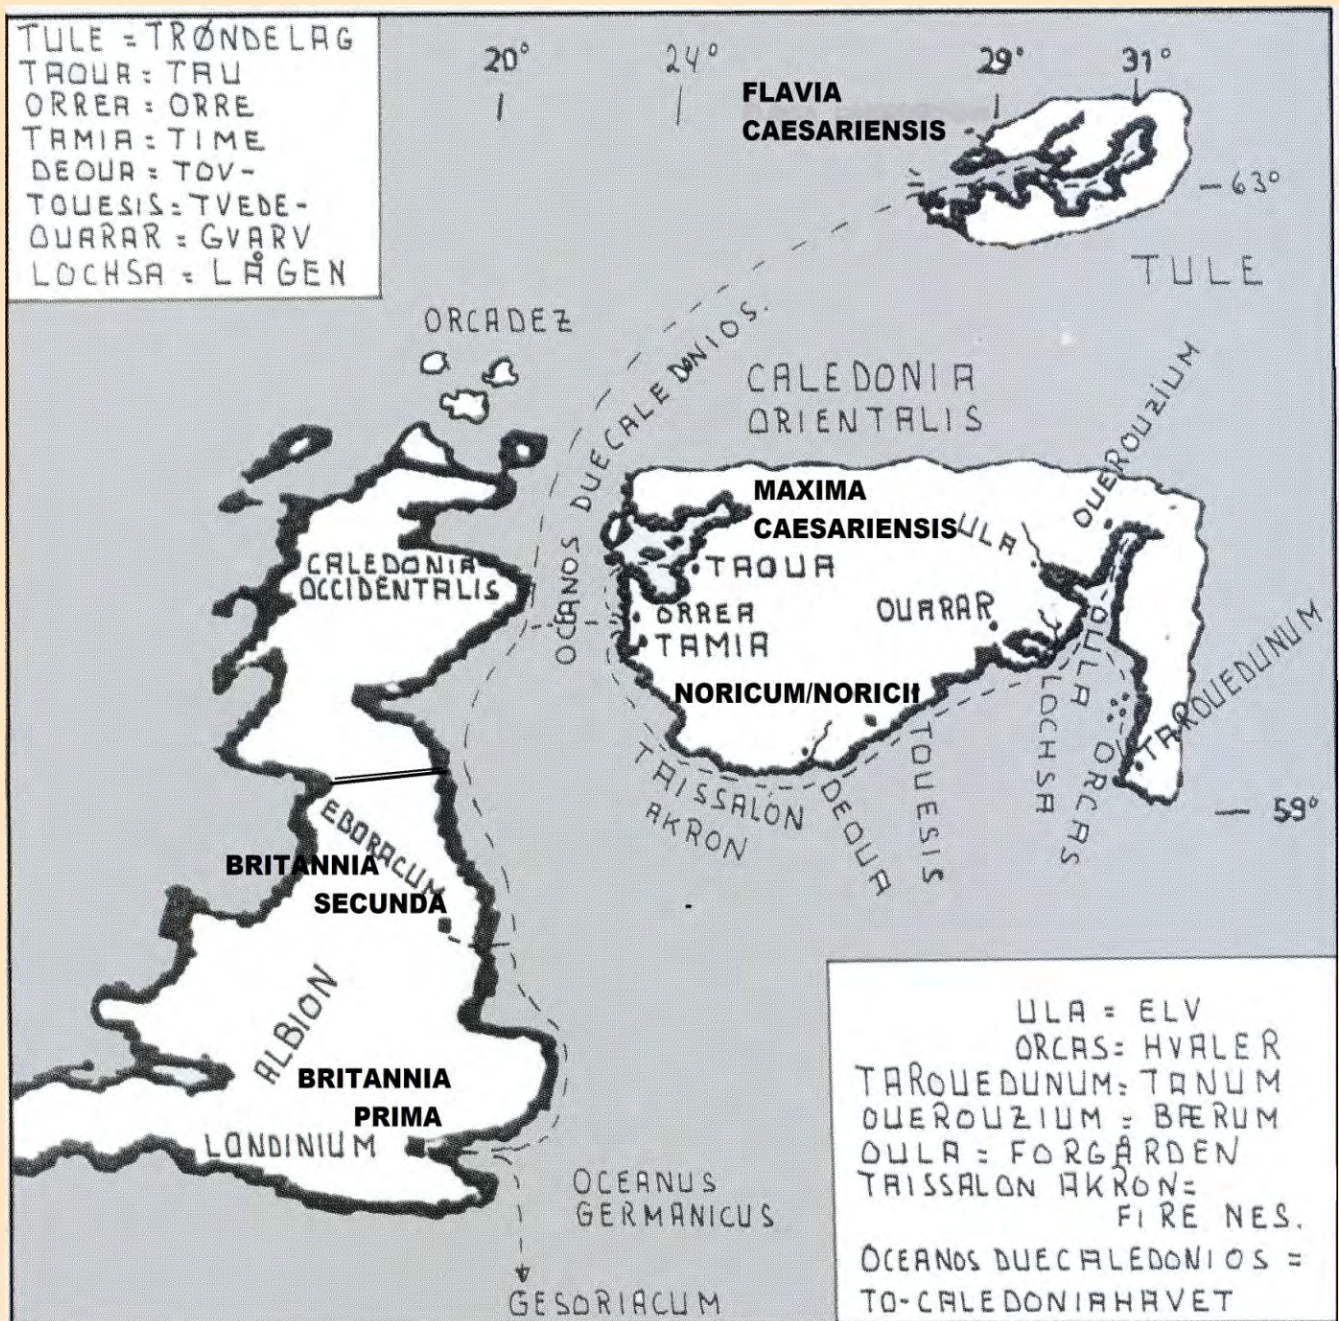 TULE = TRØNDELAG
TAOUA = TAU
ORREA = ORRE
TAMIA = TIME
DEOUA = TOV-
TOUESIS = TVEDE-
OUARAR = GVARV
LOCHSA = LÅGEN
20° 24° 29° 31°
FLAVIA
CAESARIENSIS
63°
TULE
ORCADEZ
OCEANOS DUECALEDONIOS.
CALEDONIA
ORIENTALIS
OUEROUZIUM
MAXIMA
CAESARIENSIS
ULA
CALEDONIA
OCCIDENTALIS
TAOUA
ORREA
TAMIA
OUARAR
NORICUM/NORICII
OULA
LOCHSA
ORCAS
TAROUEDUNUM
TAISSALON
AKRON
DEOUA
TOUESIS
59°
EBORACUM
BRITANNIA
SECUNDA
ALBION
BRITANNIA
PRIMA
LONDINIUM
OCEANUS
GERMANICUS
GESORIACUM
ULA = ELV
ORCAS = HVALER
TAROUEDUNUM = TANUM
OUEROUZIUM = BÆRUM
OULA = FORGÅRDEN
TAISSALON AKRON =
FIRE NES.
OCEANOS DUECALEDONIOS =
TO-CALEDONIAHAVET